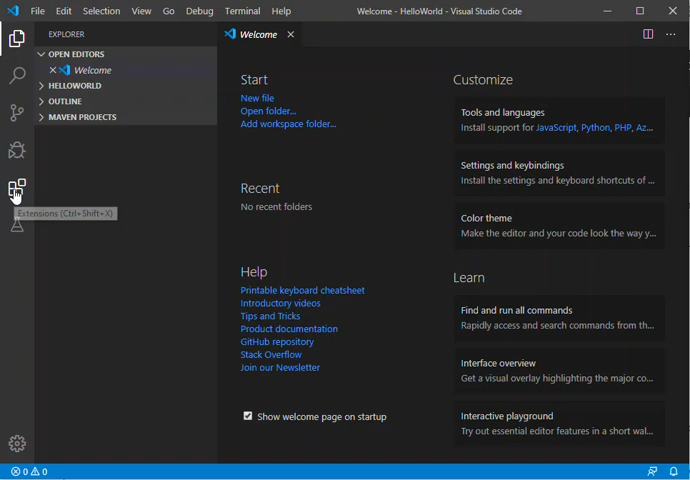 File Edit Selection View Go Debug Terminal Help
Welcome - HelloWorld - Visual Studio Code
EXPLORER
OPEN EDITORS
Welcome
HELLOWORLD
OUTLINE
MAVEN PROJECTS
Extensions (Ctrl+Shift+X)
Welcome
Start
New file
Open folder...
Add workspace folder...
Recent
No recent folders
Help
Printable keyboard cheatsheet
Introductory videos
Tips and Tricks
Product documentation
GitHub repository
Stack Overflow
Join our Newsletter
Show welcome page on startup
Customize
Tools and languages
Install support for JavaScript, Python, PHP, Az...
Settings and keybindings
Install the settings and keyboard shortcuts of ...
Color theme
Make the editor and your code look the way y...
Learn
Find and run all commands
Rapidly access and search commands from th...
Interface overview
Get a visual overlay highlighting the major co...
Interactive playground
Try out essential editor features in a short wal...
0 0